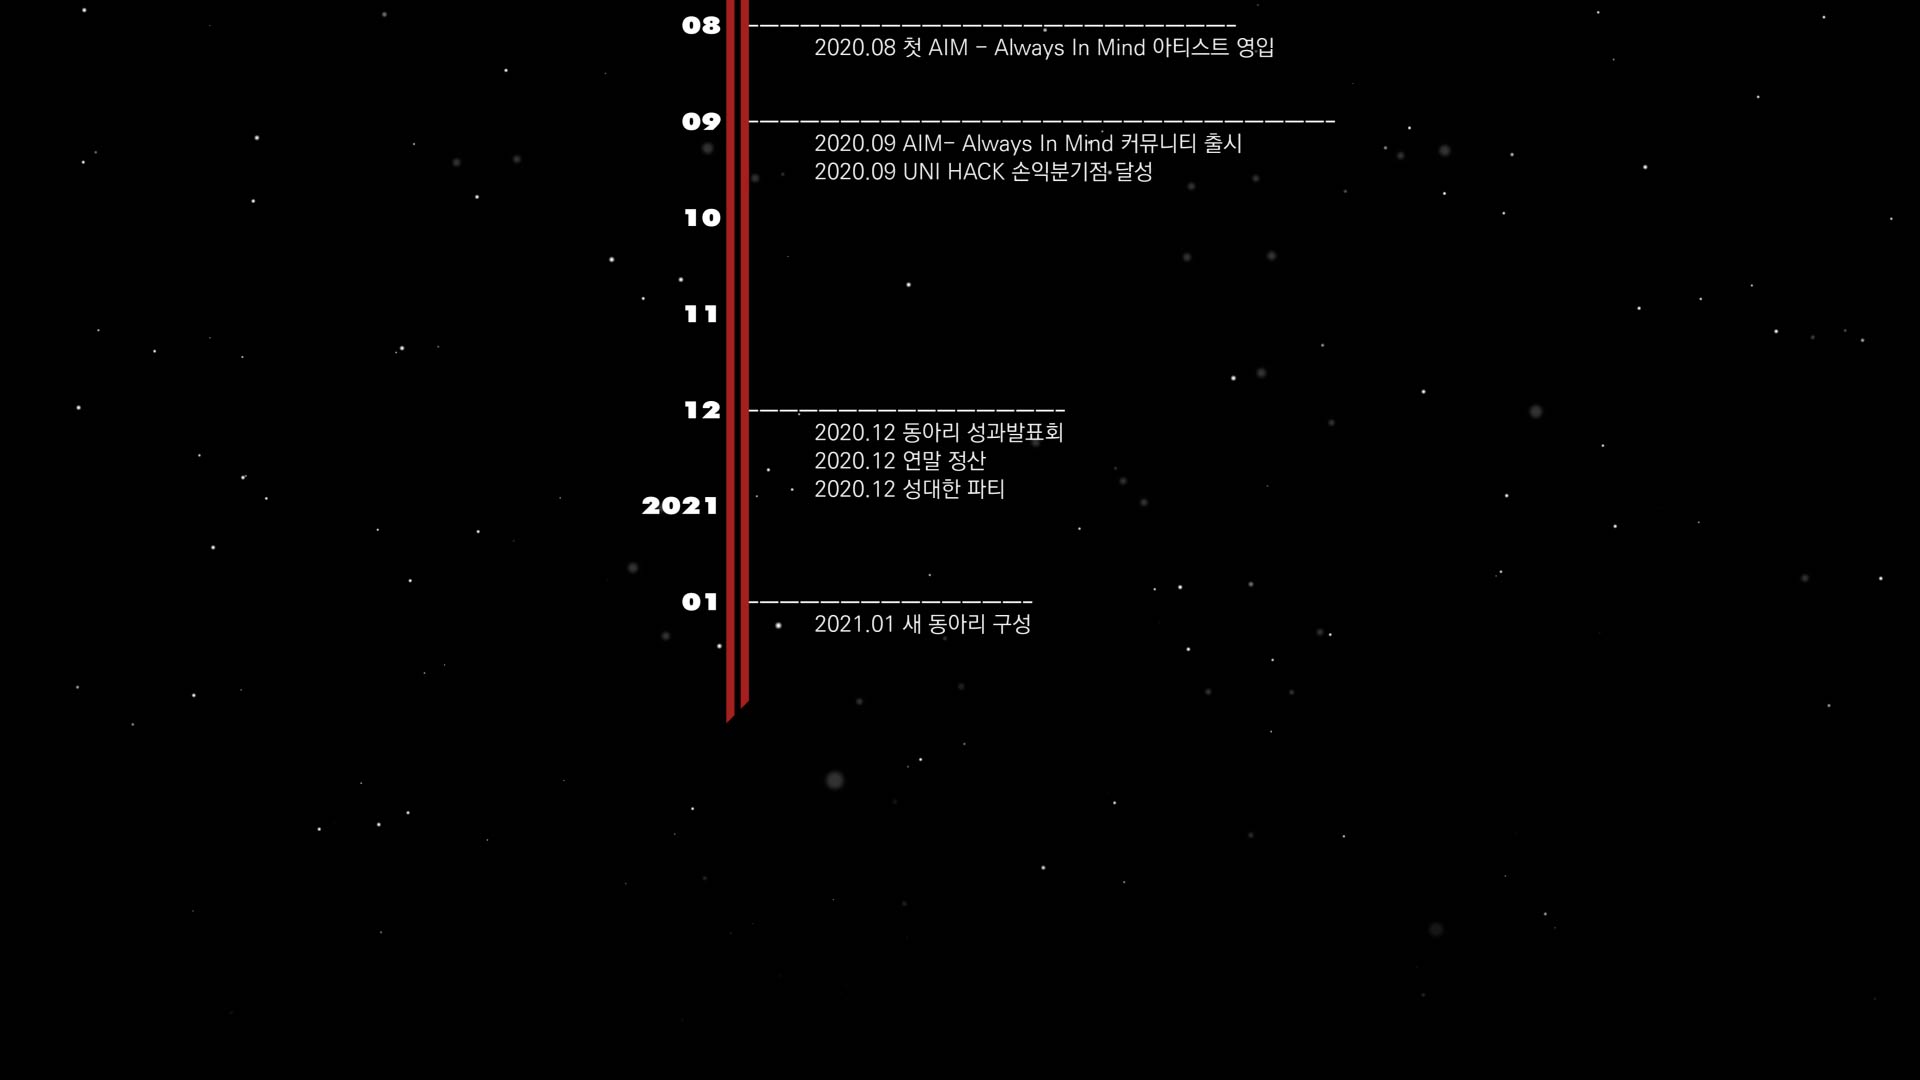 08
2020.08 첫 AIM - Always In Mind 아티스트 영입
09
2020.09 AIM- Always In Mind 커뮤니티 출시
2020.09 UNI HACK 손익분기점 달성
10
11
12
2020.12 동아리 성과발표회
2020.12 연말 정산
2020.12 성대한 파티
2021
01
2021.01 새 동아리 구성